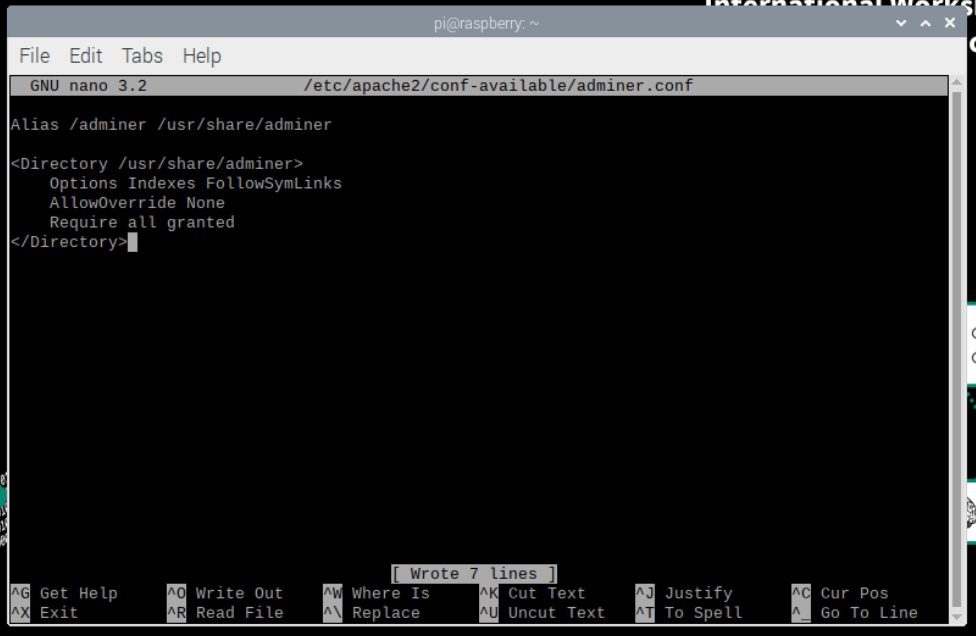 International Works
pi@raspberry: ~
File Edit Tabs Help
GNU nano 3.2 /etc/apache2/conf-available/adminer.conf
Alias /adminer /usr/share/adminer
<Directory /usr/share/adminer>
    Options Indexes FollowSymLinks
    AllowOverride None
    Require all granted
</Directory>
[ Wrote 7 lines ]
^G Get Help ^O Write Out ^W Where Is ^K Cut Text ^J Justify ^C Cur Pos
^X Exit ^R Read File ^\ Replace ^U Uncut Text ^T To Spell ^_ Go To Line